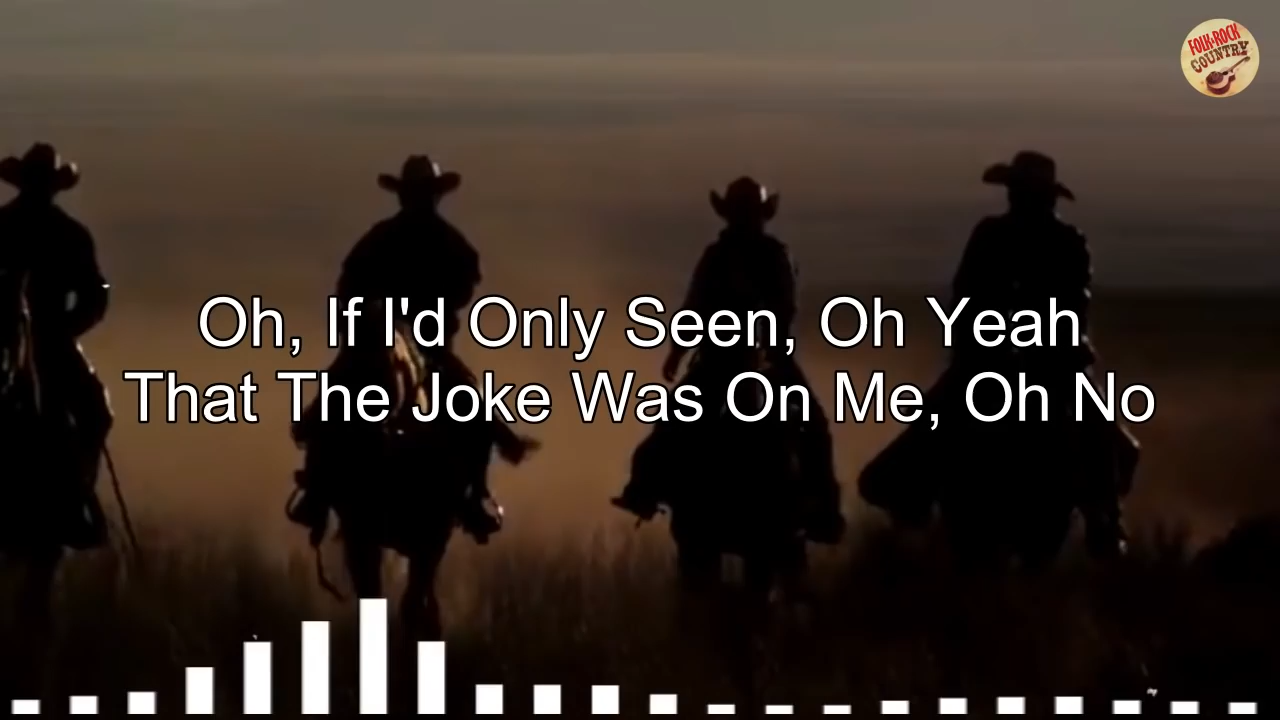 FOLK-ROCK
COUNTRY
Oh, If I'd Only Seen, Oh Yeah
That The Joke Was On Me, Oh No